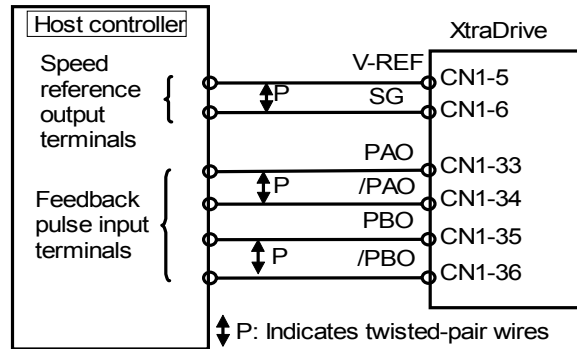 Host controller
XtraDrive
Speed
reference
output
terminals
V-REF
CN1-5
P
SG
CN1-6
Feedback
pulse input
terminals
PAO
CN1-33
P
/PAO
CN1-34
PBO
CN1-35
P
/PBO
CN1-36
P: Indicates twisted-pair wires